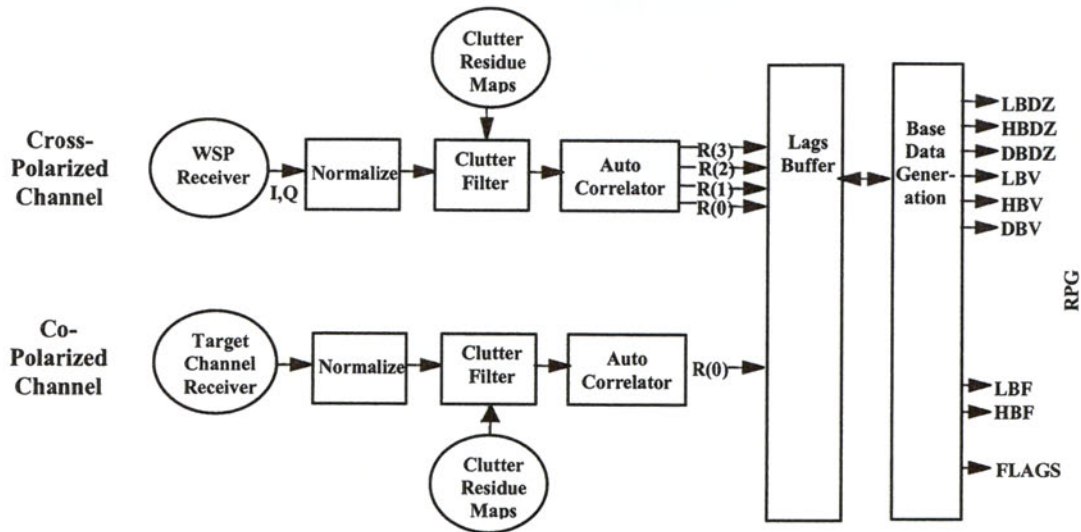 Clutter
Residue
Maps
Cross-
Polarized
Channel
WSP
Receiver
I,Q
Normalize
Clutter
Filter
Auto
Correlator
R(3)
R(2)
R(1)
R(0)
Lags
Buffer
Base
Data
Gener-
ation
LBDZ
HBDZ
DBDZ
LBV
HBV
DBV
RPG
Co-
Polarized
Channel
Target
Channel
Receiver
Normalize
Clutter
Filter
Auto
Correlator
R(0)
Clutter
Residue
Maps
LBF
HBF
FLAGS